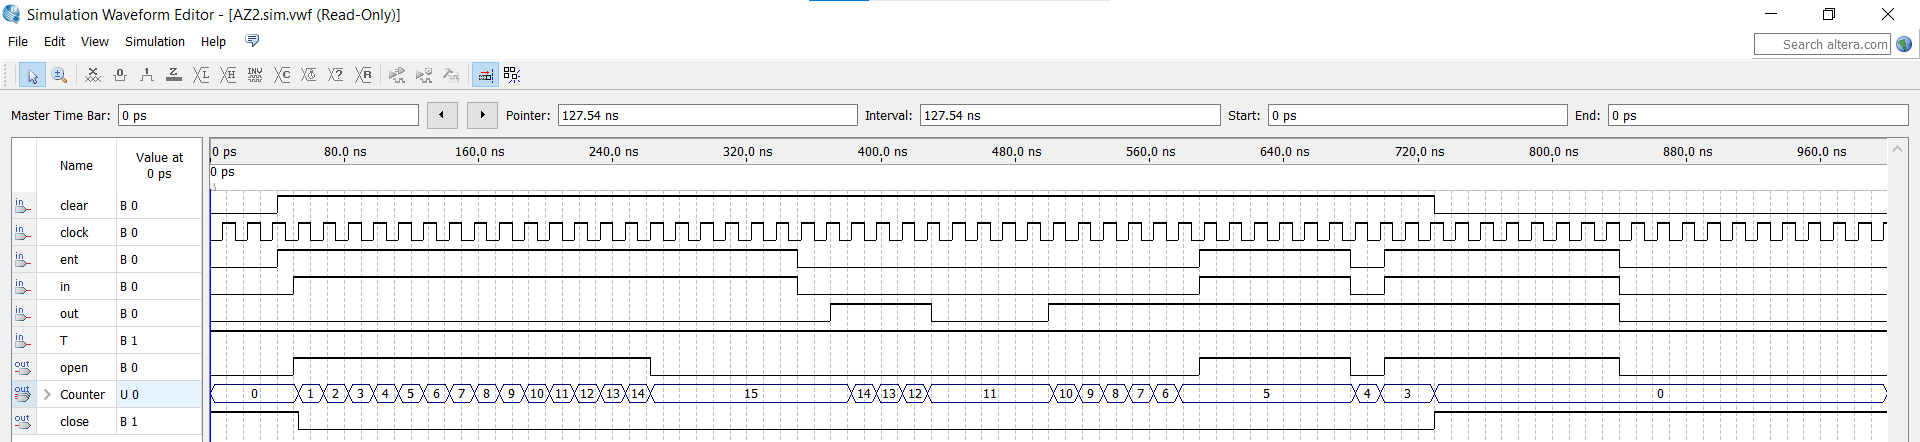 Simulation Waveform Editor - [AZ2.sim.vwf (Read-Only)]
File Edit View Simulation Help
Search altera.com
Master Time Bar: 0 ps Pointer: 127.54 ns Interval: 127.54 ns Start: 0 ps End: 0 ps
Name Value at 0 ps
0 ps 80.0 ns 160.0 ns 240.0 ns 320.0 ns 400.0 ns 480.0 ns 560.0 ns 640.0 ns 720.0 ns 800.0 ns 880.0 ns 960.0 ns
0 ps
in clear B 0
in clock B 0
in ent B 0
in in B 0
in out B 0
in T B 1
out open B 0
out Counter U 0 0 1 2 3 4 5 6 7 8 9 10 11 12 13 14 15 14 13 12 11 10 9 8 7 6 5 4 3 0
out close B 1